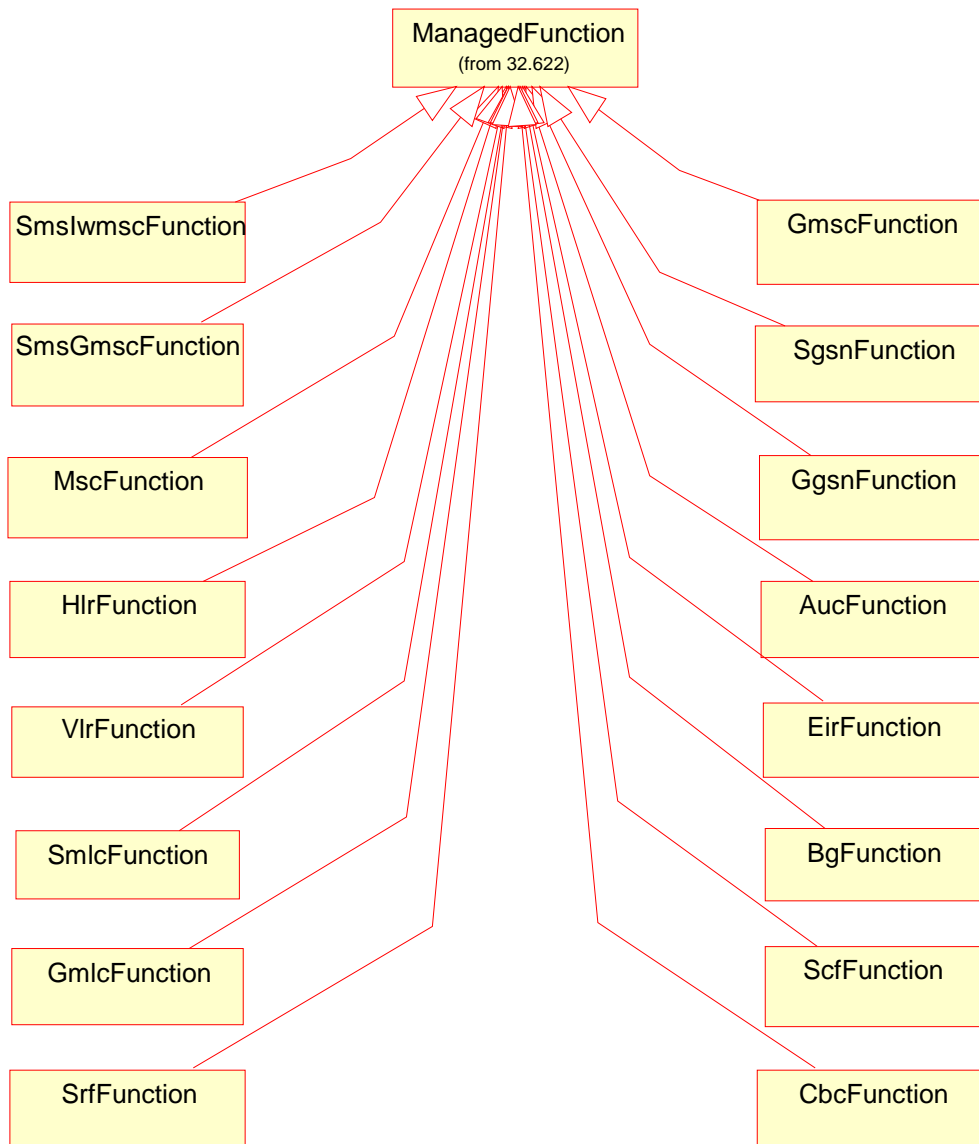 ManagedFunction
(from 32.622)
SmsIwmscFunction
GmscFunction
SmsGmscFunction
SgsnFunction
MscFunction
GgsnFunction
HlrFunction
AucFunction
VlrFunction
EirFunction
SmlcFunction
BgFunction
GmlcFunction
ScfFunction
SrfFunction
CbcFunction